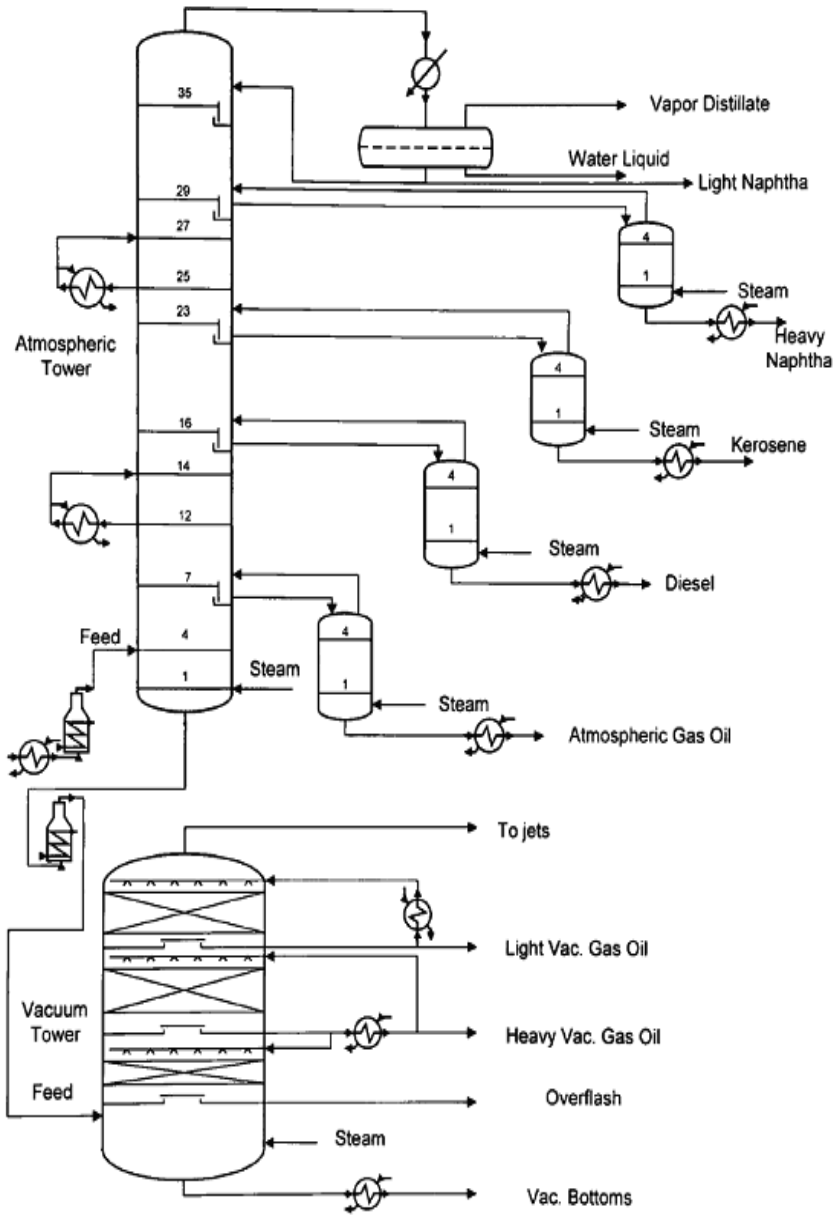 35
Vapor Distillate
Water Liquid
Light Naphtha
29
27
4
25
1
Steam
23
Heavy
Naphtha
Atmospheric
Tower
4
16
1
Steam
Kerosene
14
4
12
1
Steam
7
Diesel
Feed
4
4
1
Steam
1
Steam
Atmospheric Gas Oil
To jets
Light Vac. Gas Oil
Vacuum
Tower
Heavy Vac. Gas Oil
Feed
Overflash
Steam
Vac. Bottoms